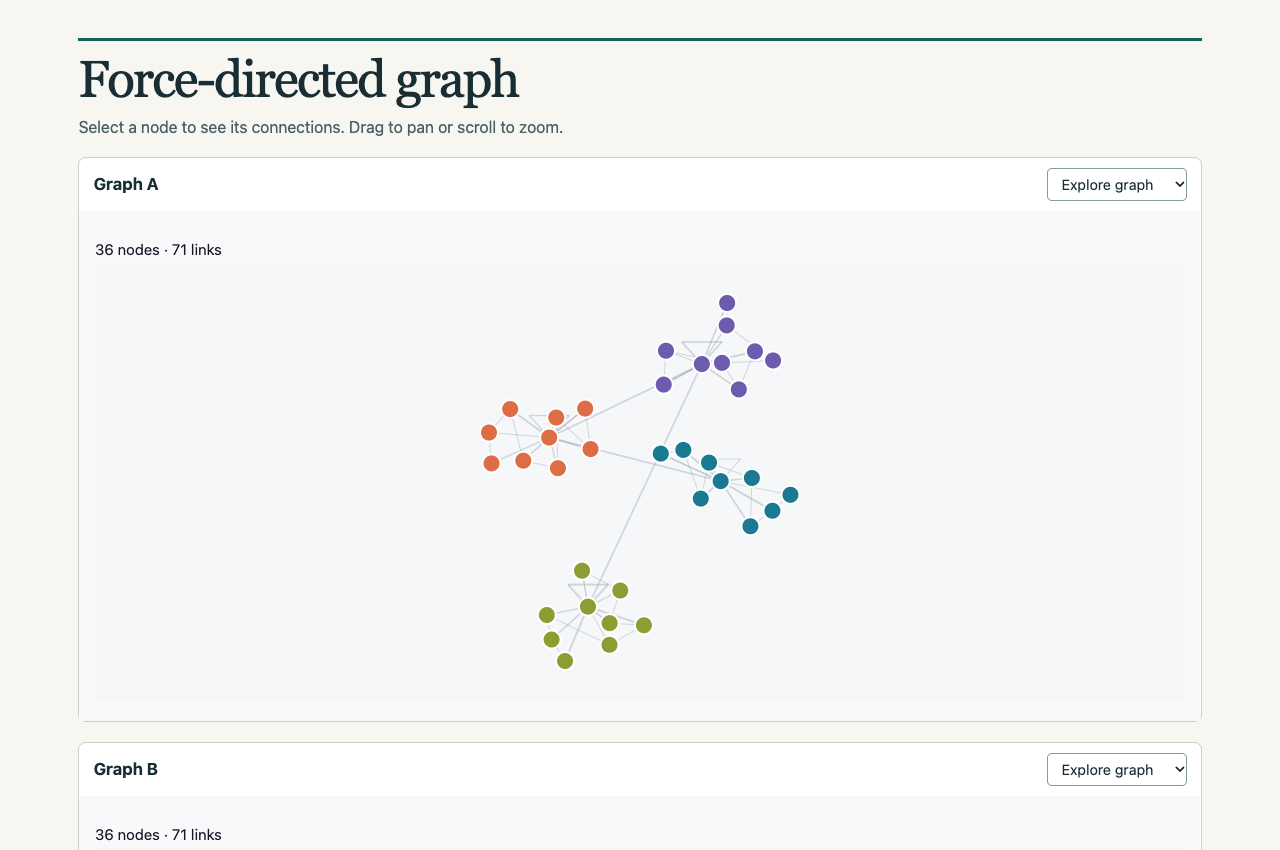 Force-directed graph
Select a node to see its connections. Drag to pan or scroll to zoom.
Graph A
Explore graph
36 nodes · 71 links
Graph B
Explore graph
36 nodes · 71 links